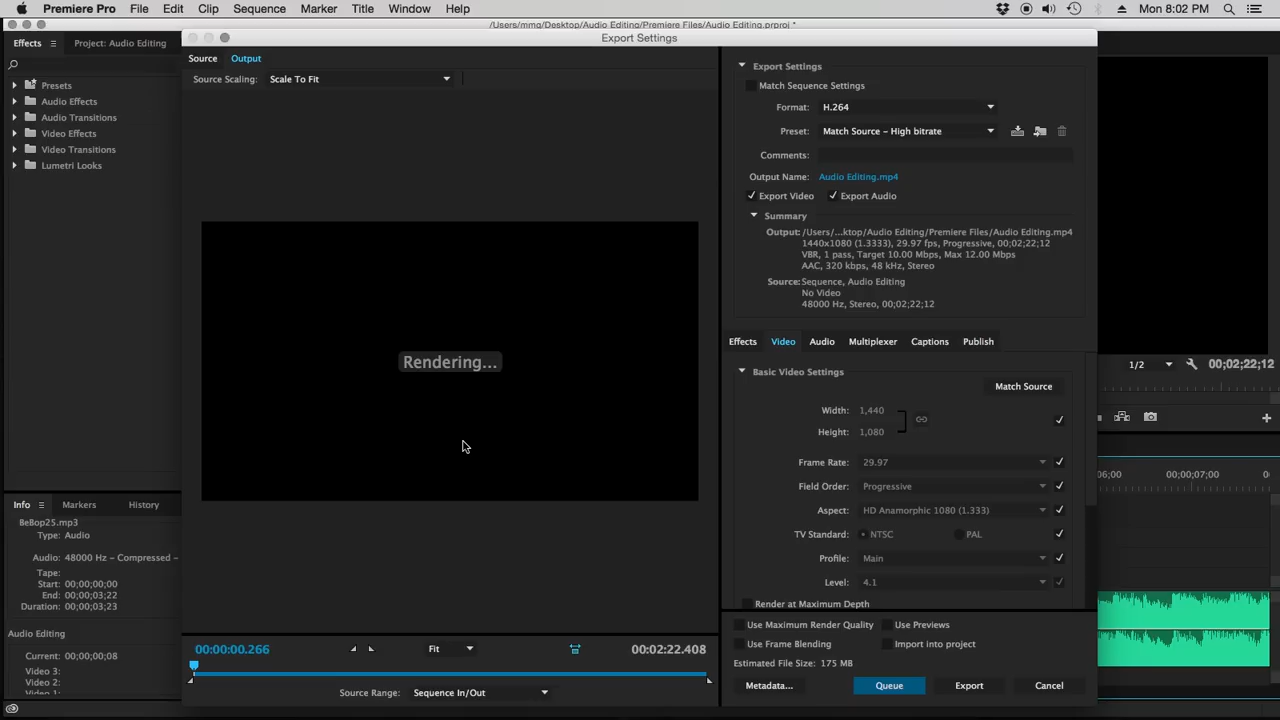 Premiere Pro File Edit Clip Sequence Marker Title Window Help Mon 8:02 PM
/Users/mmg/Desktop/Audio Editing/Premiere Files/Audio Editing.prproj *
Effects Project: Audio Editing
Export Settings
Presets
Audio Effects
Audio Transitions
Video Effects
Video Transitions
Lumetri Looks
Source Output
Source Scaling: Scale To Fit
Rendering...
Export Settings
Match Sequence Settings
Format: H.264
Preset: Match Source – High bitrate
Comments:
Output Name: Audio Editing.mp4
Export Video Export Audio
Summary
Output: /Users/...ktop/Audio Editing/Premiere Files/Audio Editing.mp4
1440x1080 (1.3333), 29.97 fps, Progressive, 00;02;22;12
VBR, 1 pass, Target 10.00 Mbps, Max 12.00 Mbps
AAC, 320 kbps, 48 kHz, Stereo
Source: Sequence, Audio Editing
No Video
48000 Hz, Stereo, 00;02;22;12
Effects Video Audio Multiplexer Captions Publish
Basic Video Settings
Match Source
Width: 1,440
Height: 1,080
Frame Rate: 29.97
Field Order: Progressive
Aspect: HD Anamorphic 1080 (1.333)
TV Standard: NTSC PAL
Profile: Main
Level: 4.1
Render at Maximum Depth
Use Maximum Render Quality Use Previews
Use Frame Blending Import into project
Estimated File Size: 175 MB
Metadata... Queue Export Cancel
00:00:00.266 Fit 00:02:22.408
Source Range: Sequence In/Out
Info Markers History
BeBop25.mp3
Type: Audio
Audio: 48000 Hz – Compressed –
Tape:
Start: 00;00;00;00
End: 00;00;03;22
Duration: 00;00;03;23
Audio Editing
Current: 00;00;00;08
Video 3:
Video 2:
Video 1:
1/2 00;02;22;12
06;00 00;00;07;00 00